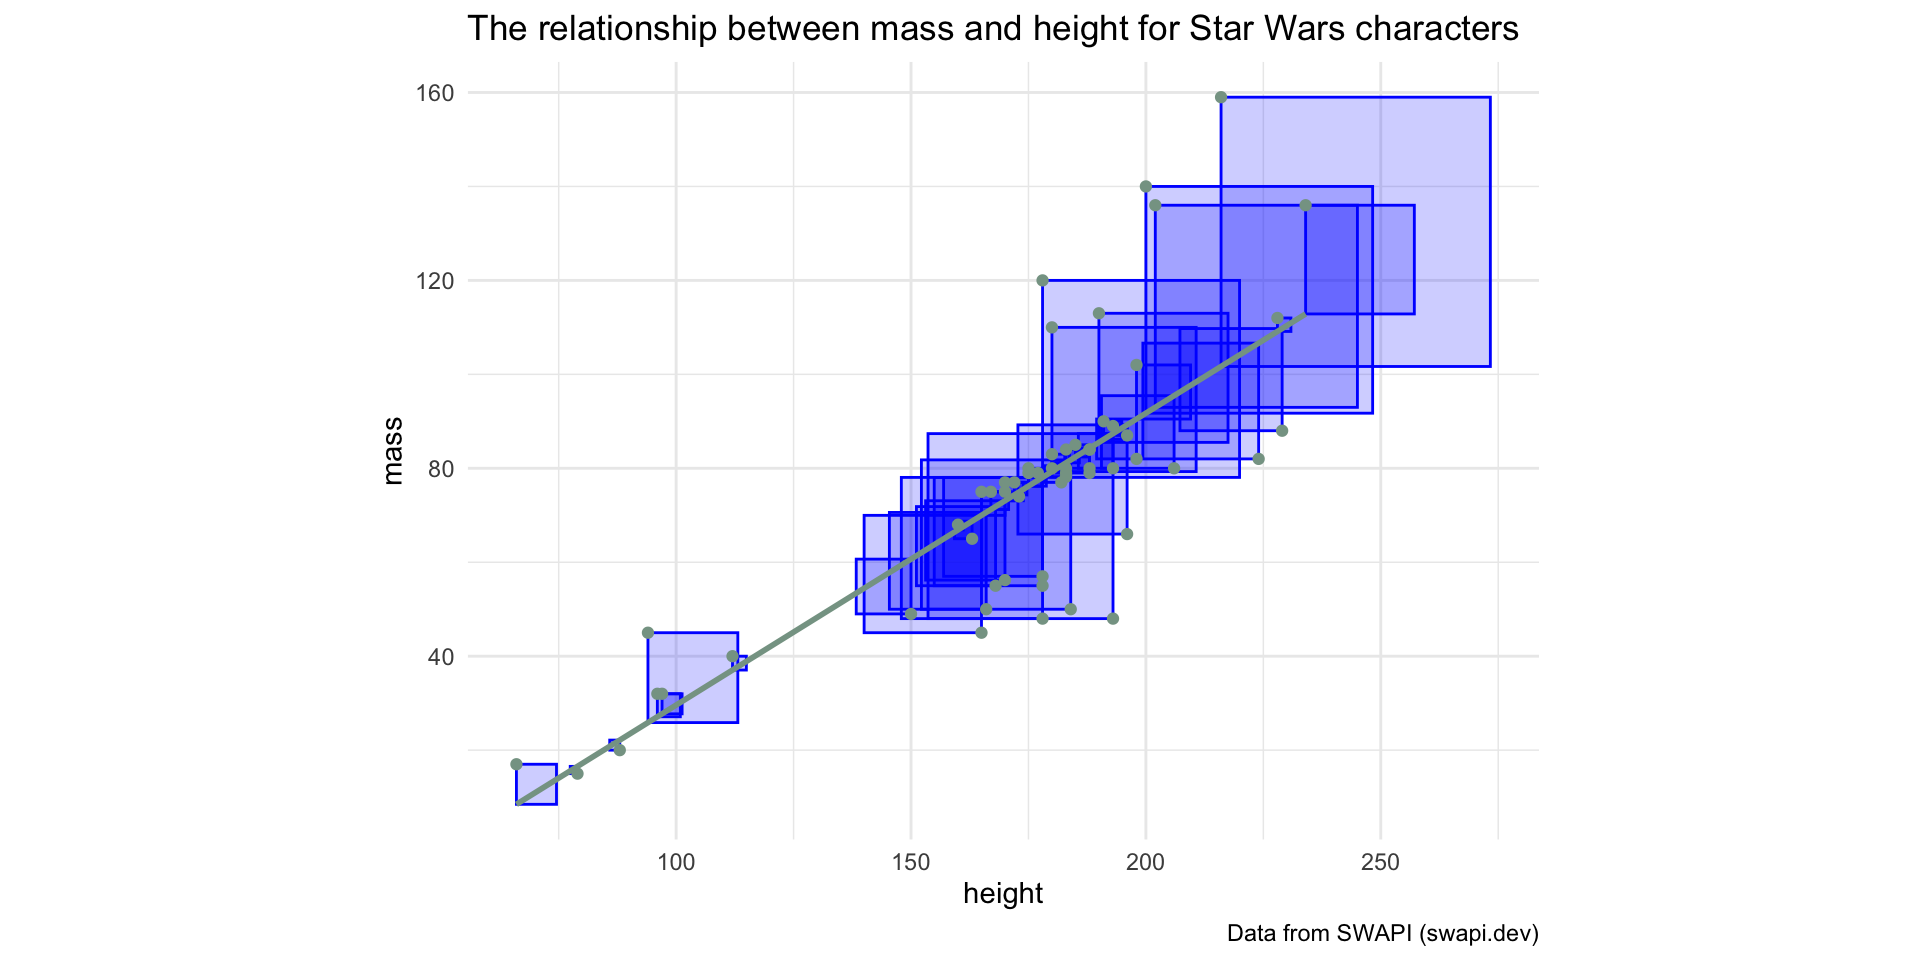 The relationship between mass and height for Star Wars characters
160
120
80
40
mass
100 150 200 250
height
Data from SWAPI (swapi.dev)